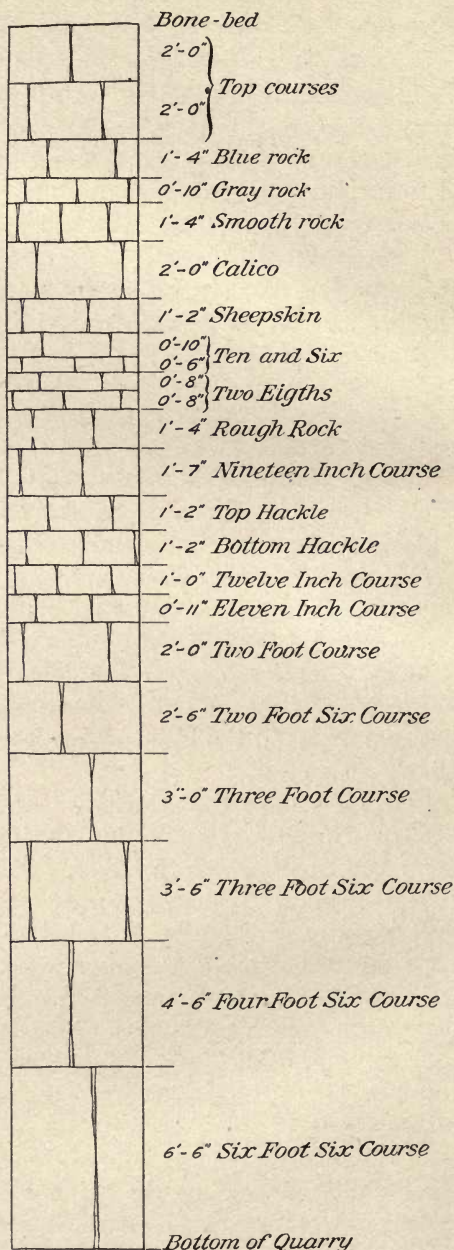 Bone-bed
2'-0"
Top courses
2'-0"
1'-4" Blue rock
0'-10" Gray rock
1'-4" Smooth rock
2'-0" Calico
1'-2" Sheepskin
0'-10"
Ten and Six
0'-6"
0'-8"
Two Eigths
0'-8"
1'-4" Rough Rock
1'-7" Nineteen Inch Course
1'-2" Top Hackle
1'-2" Bottom Hackle
1'-0" Twelve Inch Course
0'-11" Eleven Inch Course
2'-0" Two Foot Course
2'-6" Two Foot Six Course
3"-0" Three Foot Course
3'-6" Three Foot Six Course
4'-6" Four Foot Six Course
6'-6" Six Foot Six Course
Bottom of Quarry